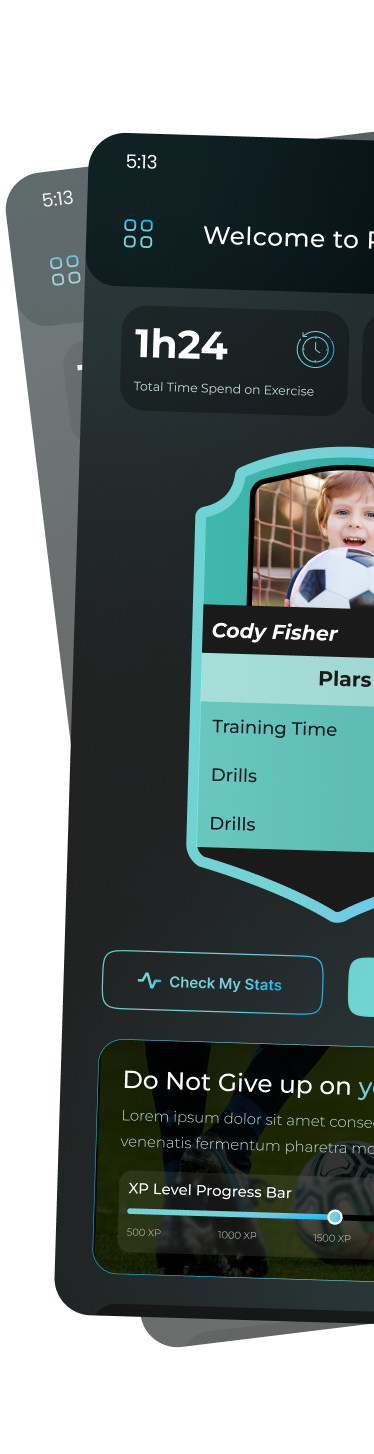 5:13
5:13
Welcome to
1h24
Total Time Spend on Exercise
Cody Fisher
Plars
Training Time
Drills
Drills
Check My Stats
Do Not Give up on
Lorem ipsum dolor sit amet
venenatis fermentum pharetra
XP Level Progress Bar
500 XP 1000 XP 1500 XP